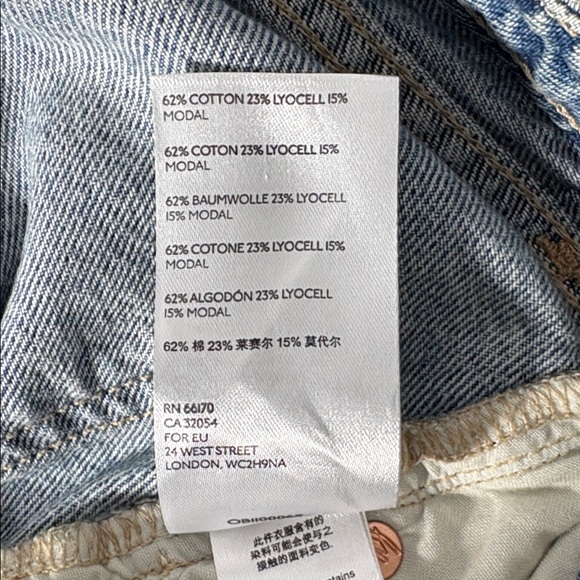 62% COTTON 23% LYOCELL 15%
MODAL
62% COTON 23% LYOCELL 15%
MODAL
62% BAUMWOLLE 23% LYOCELL
15% MODAL
62% COTONE 23% LYOCELL 15%
MODAL
62% ALGODÓN 23% LYOCELL
15% MODAL
62% 棉 23% 莱赛尔 15% 莫代尔
RN 66170
CA 32054
FOR EU
24 WEST STREET
LONDON, WC2H9NA
此件衣服含有的
染料可能会使与之
接触的面料变色.